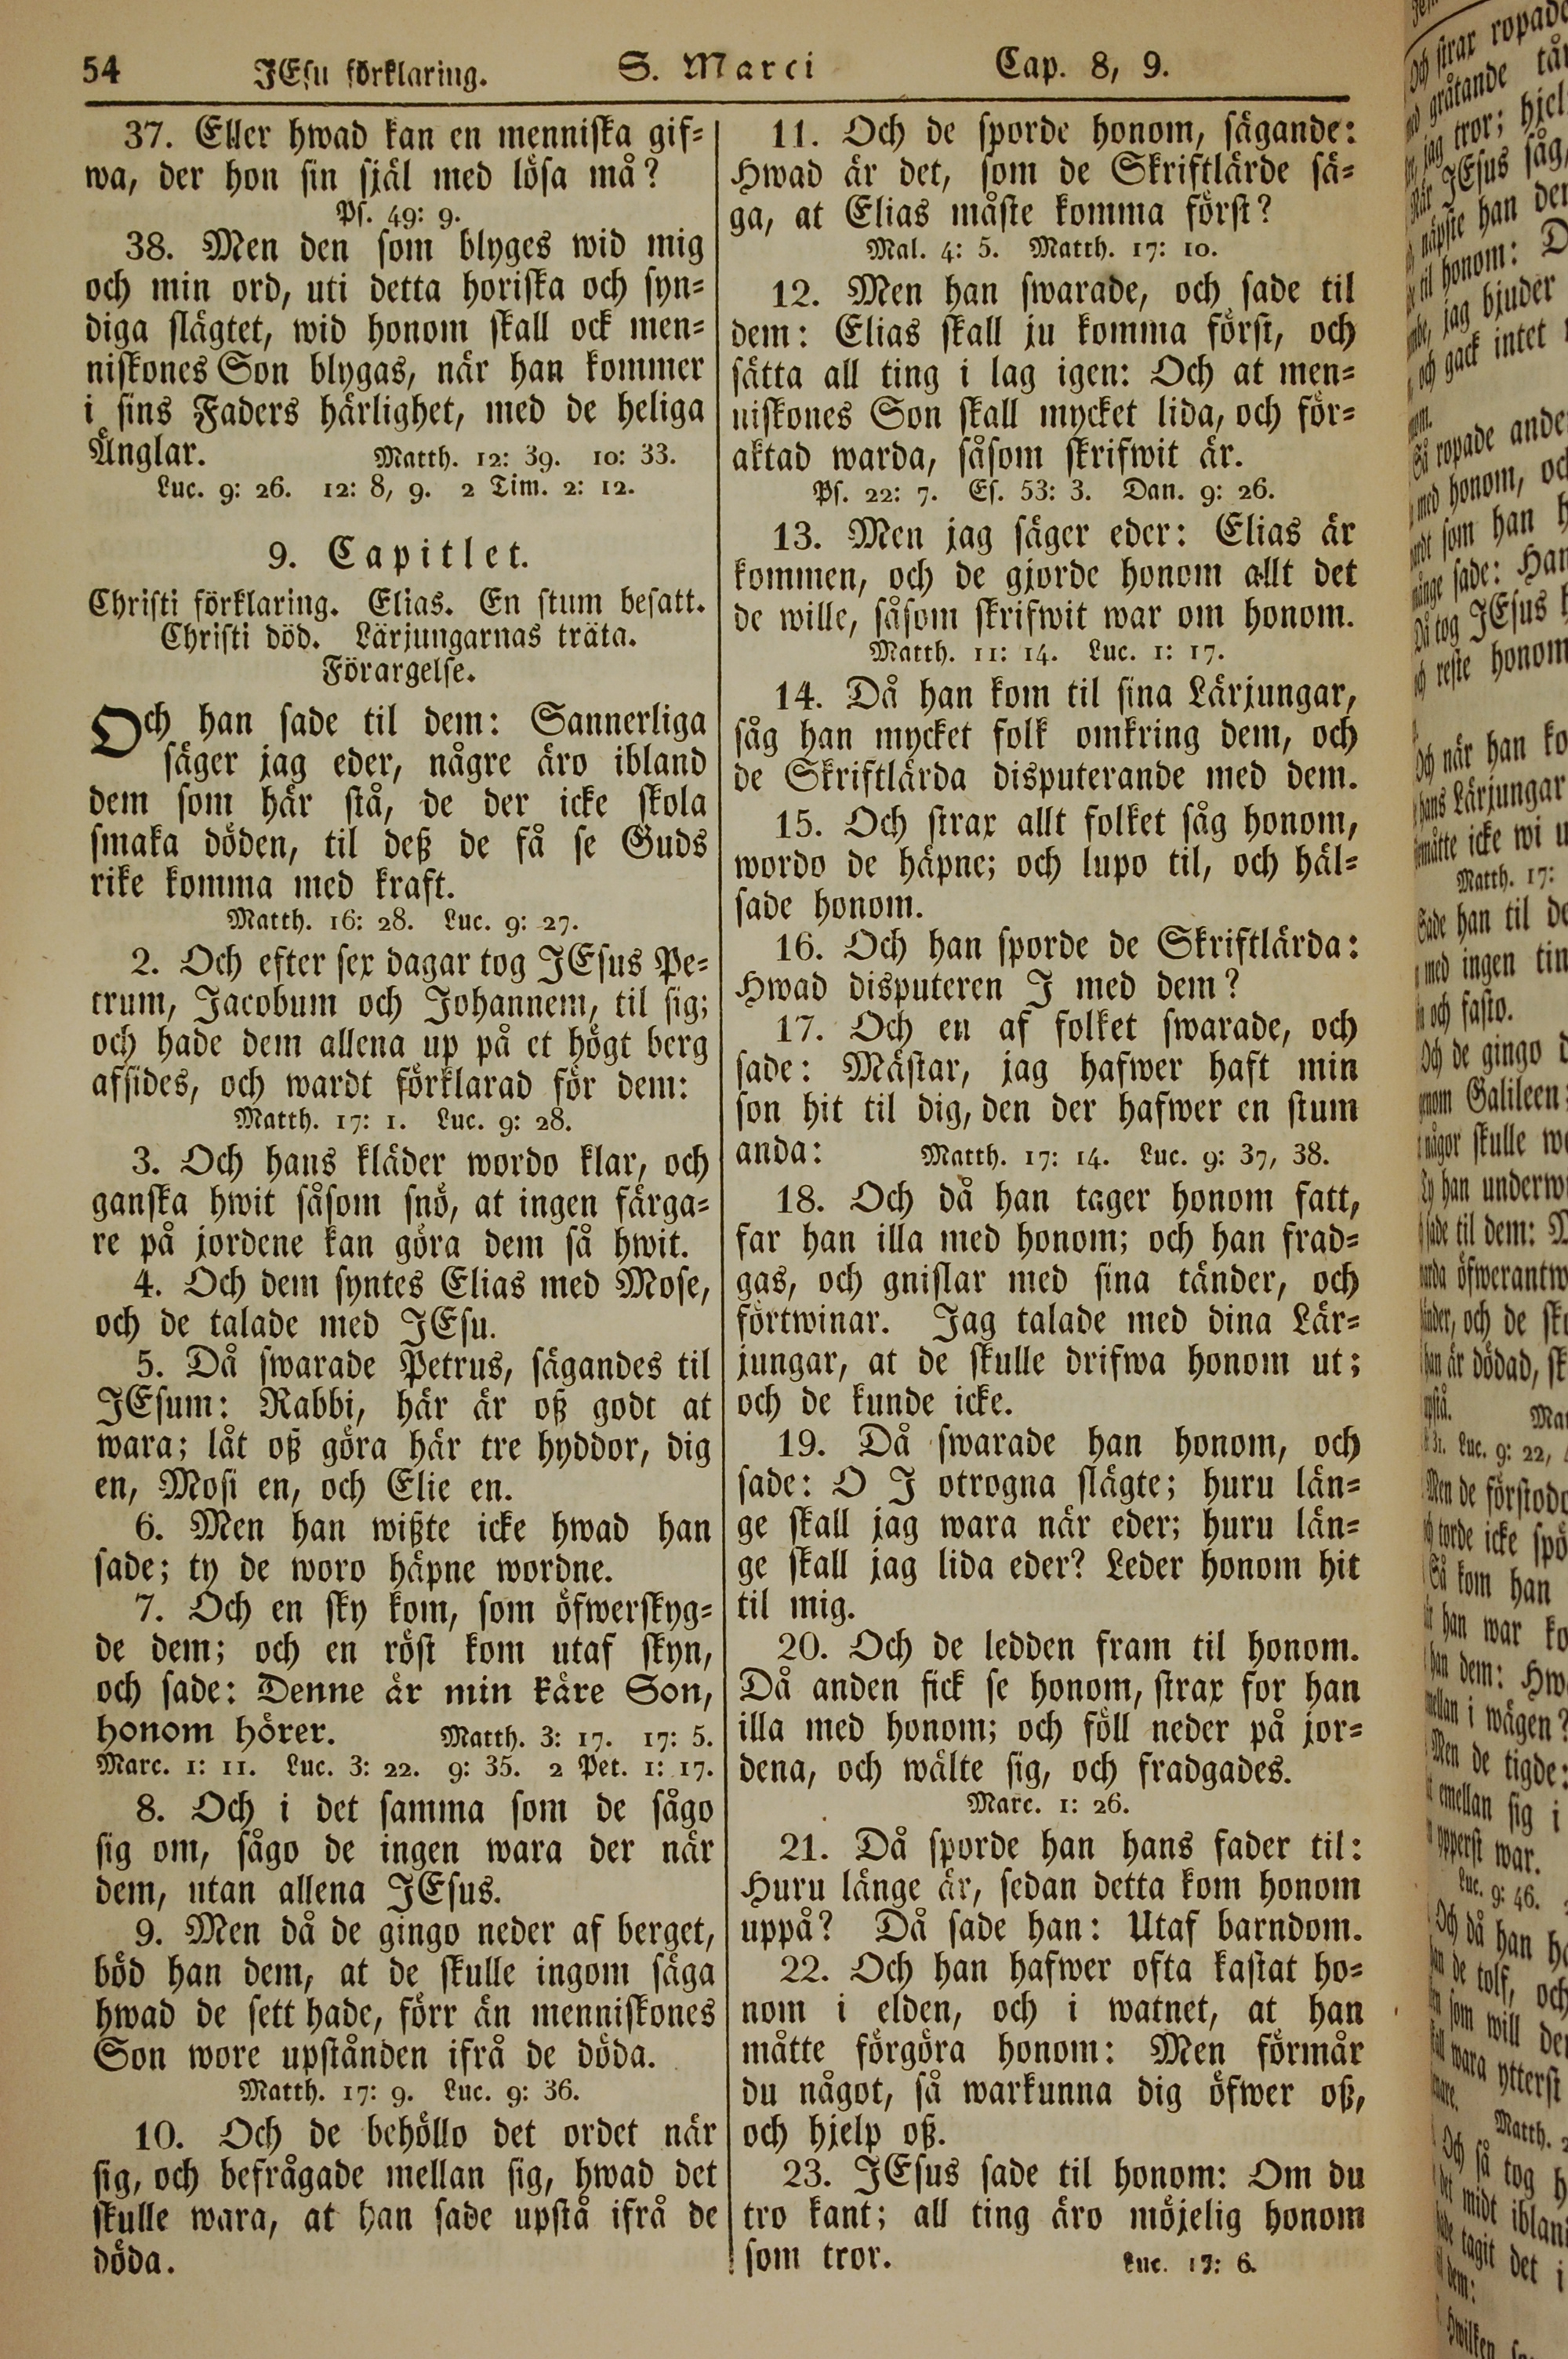 54 JEsu förklaring. S. Marci Cap. 8, 9.
37. Eller hwad kan en menniska gif=
wa, der hon sin själ med lösa må?
Ps. 49: 9.
38. Men den som blyges wid mig
och min ord, uti detta horiska och syn=
diga slägtet, wid honom skall ock men=
niskones Son blygas, när han kommer
i sins Faders härlighet, med de heliga
Änglar. Matth. 12: 39. 10: 33.
Luc. 9: 26. 12: 8, 9. 2 Tim. 2: 12.
9. Capitlet.
Christi förklaring. Elias. En stum besatt.
Christi död. Lärjungarnas träta.
Förargelse.
Och han sade til dem: Sannerliga
säger jag eder, någre äro ibland
dem som här stå, de der icke skola
smaka döden, til deß de få se Guds
rike komma med kraft.
Matth. 16: 28. Luc. 9: 27.
2. Och efter sex dagar tog JEsus Pe=
trum, Jacobum och Johannem, til sig;
och hade dem allena up på et högt berg
afsides, och wardt förklarad för dem:
Matth. 17: 1. Luc. 9: 28.
3. Och hans kläder wordo klar, och
ganska hwit såsom snö, at ingen färga=
re på jordene kan göra dem så hwit.
4. Och dem syntes Elias med Mose,
och de talade med JEsu.
5. Då swarade Petrus, sägandes til
JEsum: Rabbi, här är oß godt at
wara; låt oß göra här tre hyddor, dig
en, Mosi en, och Elie en.
6. Men han wißte icke hwad han
sade; ty de woro häpne wordne.
7. Och en sky kom, som öfwerskyg=
de dem; och en röst kom utaf skyn,
och sade: Denne är min käre Son,
honom hörer. Matth. 3: 17. 17: 5.
Marc. 1: 11. Luc. 3: 22. 9: 35. 2 Pet. 1: 17.
8. Och i det samma som de sågo
sig om, sågo de ingen wara der när
dem, utan allena JEsus.
9. Men då de gingo neder af berget,
böd han dem, at de skulle ingom säga
hwad de sett hade, förr än menniskones
Son wore upstånden ifrå de döda.
Matth. 17: 9. Luc. 9: 36.
10. Och de behöllo det ordet när
sig, och befrågade mellan sig, hwad det
skulle wara, at han sade upstå ifrå de
döda.
11. Och de sporde honom, sägande:
Hwad är det, som de Skriftlärde sä=
ga, at Elias måste komma först?
Mal. 4: 5. Matth. 17: 10.
12. Men han swarade, och sade til
dem: Elias skall ju komma först, och
sätta all ting i lag igen: Och at men=
niskones Son skall mycket lida, och för=
aktad warda, såsom skrifwit är.
Ps. 22: 7. Es. 53: 3. Dan. 9: 26.
13. Men jag säger eder: Elias är
kommen, och de gjorde honom allt det
de wille, såsom skrifwit war om honom.
Matth. 11: 14. Luc. 1: 17.
14. Då han kom til sina Lärjungar,
såg han mycket folk omkring dem, och
de Skriftlärda disputerande med dem.
15. Och strax allt folket såg honom,
wordo de häpne; och lupo til, och häl=
sade honom.
16. Och han sporde de Skriftlärda:
Hwad disputeren J med dem?
17. Och en af folket swarade, och
sade: Mästar, jag hafwer haft min
son hit til dig, den der hafwer en stum
anda: Matth. 17: 14. Luc. 9: 37, 38.
18. Och då han tager honom fatt,
far han illa med honom; och han frad=
gas, och gnislar med sina tänder, och
förtwinar. Jag talade med dina Lär=
jungar, at de skulle drifwa honom ut;
och de kunde icke.
19. Då swarade han honom, och
sade: O J otrogna slägte; huru län=
ge skall jag wara när eder; huru län=
ge skall jag lida eder? Leder honom hit
til mig.
20. Och de ledden fram til honom.
Då anden fick se honom, strax for han
illa med honom; och föll neder på jor=
dena, och wälte sig, och fradgades.
Marc. 1: 26.
21. Då sporde han hans fader til:
Huru länge är, sedan detta kom honom
uppå? Då sade han: Utaf barndom.
22. Och han hafwer ofta kastat ho=
nom i elden, och i watnet, at han
måtte förgöra honom: Men förmår
du något, så warkunna dig öfwer oß,
och hjelp oß.
23. JEsus sade til honom: Om du
tro kant; all ting äro möjelig honom
som tror. Luc. 17: 6.